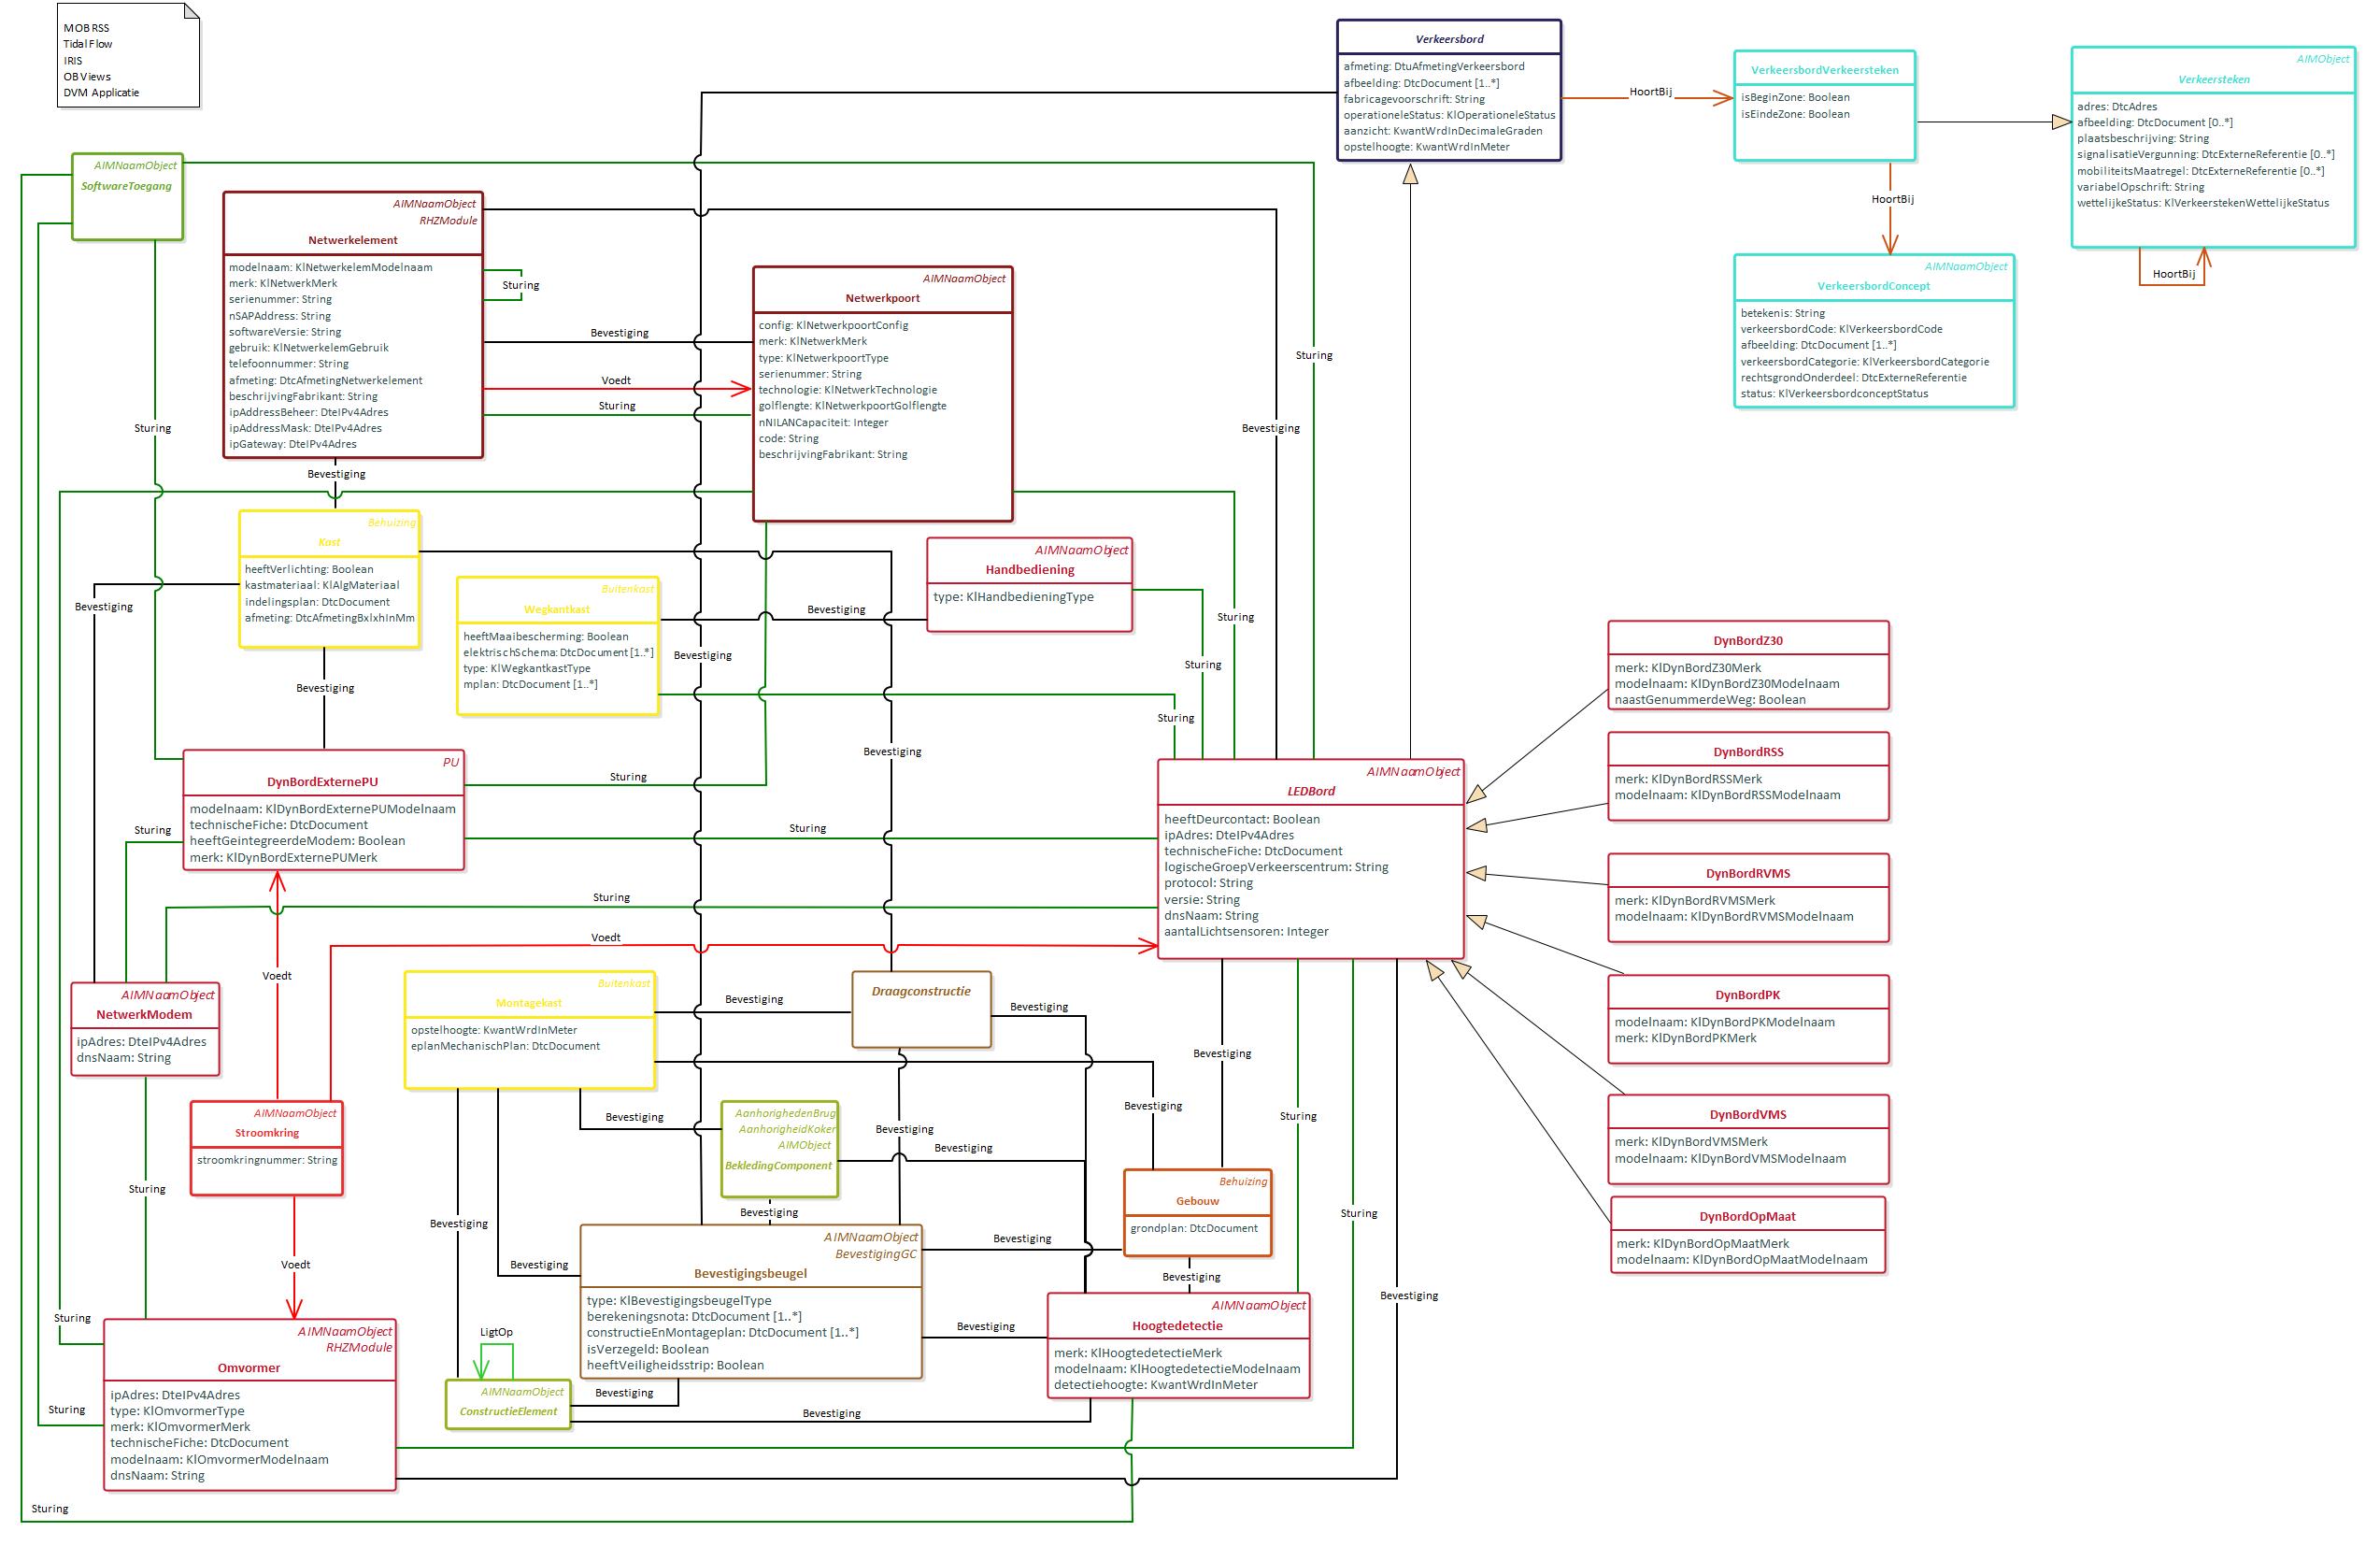 MOB RSS
Tidal Flow
IRIS
OB Views
DVM Applicatie
Verkeersbord
afmeting: DtuAfmetingVerkeersbord
afbeelding: DtcDocument [1..*]
fabricagevoorschrift: String
operationeleStatus: KlOperationeleStatus
aanzicht: KwantWrdInDecimaleGraden
opstelhoogte: KwantWrdInMeter
HoortBij
VerkeersbordVerkeersteken
isBeginZone: Boolean
isEindeZone: Boolean
AIMObject
Verkeersteken
adres: DtcAdres
afbeelding: DtcDocument [0..*]
plaatsbeschrijving: String
signalisatieVergunning: DtcExterneReferentie [0..*]
mobiliteitsMaatregel: DtcExterneReferentie [0..*]
variabelOpschrift: String
wettelijkeStatus: KlVerkeerstekenWettelijkeStatus
HoortBij
HoortBij
AIMNaamObject
VerkeersbordConcept
betekenis: String
verkeersbordCode: KlVerkeersbordCode
afbeelding: DtcDocument [1..*]
verkeersbordCategorie: KlVerkeersbordCategorie
rechtsgrondOnderdeel: DtcExterneReferentie
status: KlVerkeersbordconceptStatus
AIMNaamObject
SoftwareToegang
AIMNaamObject
RHZModule
Netwerkelement
modelnaam: KlNetwerkelemModelnaam
merk: KlNetwerkMerk
serienummer: String
nSAPAddress: String
softwareVersie: String
gebruik: KlNetwerkelemGebruik
telefoonnummer: String
afmeting: DtcAfmetingNetwerkelement
beschrijvingFabrikant: String
ipAddressBeheer: DteIPv4Adres
ipAddressMask: DteIPv4Adres
ipGateway: DteIPv4Adres
Sturing
Bevestiging
Voedt
Sturing
AIMNaamObject
Netwerkpoort
config: KlNetwerkpoortConfig
merk: KlNetwerkMerk
type: KlNetwerkpoortType
serienummer: String
technologie: KlNetwerkTechnologie
golflengte: KlNetwerkpoortGolflengte
nNILANCapaciteit: Integer
code: String
beschrijvingFabrikant: String
Sturing
Bevestiging
Sturing
Bevestiging
Behuizing
Kast
heeftVerlichting: Boolean
kastmateriaal: KlAlgMateriaal
indelingsplan: DtcDocument
afmeting: DtcAfmetingBxlxhInMm
Bevestiging
Bevestiging
Buitenkast
Wegkantkast
heeftMaaibescherming: Boolean
elektrischSchema: DtcDocument [1..*]
type: KlWegkantkastType
mplan: DtcDocument [1..*]
Bevestiging
Bevestiging
AIMNaamObject
Handbediening
type: KlHandbedieningType
Sturing
Sturing
Sturing
Bevestiging
PU
DynBordExternePU
modelnaam: KlDynBordExternePUModelnaam
technischeFiche: DtcDocument
heeftGeintegreerdeModem: Boolean
merk: KlDynBordExternePUMerk
Sturing
Sturing
Sturing
Sturing
Voedt
AIMNaamObject
LEDBord
heeftDeurcontact: Boolean
ipAdres: DteIPv4Adres
technischeFiche: DtcDocument
logischeGroepVerkeerscentrum: String
protocol: String
versie: String
dnsNaam: String
aantalLichtsensoren: Integer
DynBordZ30
merk: KlDynBordZ30Merk
modelnaam: KlDynBordZ30Modelnaam
naastGenummerdeWeg: Boolean
DynBordRSS
merk: KlDynBordRSSMerk
modelnaam: KlDynBordRSSModelnaam
DynBordRVMS
merk: KlDynBordRVMSMerk
modelnaam: KlDynBordRVMSModelnaam
DynBordPK
modelnaam: KlDynBordPKModelnaam
merk: KlDynBordPKMerk
DynBordVMS
merk: KlDynBordVMSMerk
modelnaam: KlDynBordVMSModelnaam
DynBordOpMaat
merk: KlDynBordOpMaatMerk
modelnaam: KlDynBordOpMaatModelnaam
AIMNaamObject
NetwerkModem
ipAdres: DteIPv4Adres
dnsNaam: String
Voedt
AIMNaamObject
Stroomkring
stroomkringnummer: String
Sturing
Voedt
Buitenkast
Montagekast
opstelhoogte: KwantWrdInMeter
eplanMechanischPlan: DtcDocument
Bevestiging
Draagconstructie
Bevestiging
Bevestiging
Bevestiging
Bevestiging
AanhorighedenBrug
AanhorigheidKoker
AIMObject
BekledingComponent
Bevestiging
Bevestiging
Sturing
Bevestiging
Bevestiging
Behuizing
Gebouw
grondplan: DtcDocument
Sturing
Bevestiging
Bevestiging
Bevestiging
Bevestiging
AIMNaamObject
BevestigingGC
Bevestigingsbeugel
type: KlBevestigingsbeugelType
berekeningsnota: DtcDocument [1..*]
constructieEnMontageplan: DtcDocument [1..*]
isVerzegeld: Boolean
heeftVeiligheidsstrip: Boolean
Bevestiging
AIMNaamObject
Hoogtedetectie
merk: KlHoogtedetectieMerk
modelnaam: KlHoogtedetectieModelnaam
detectiehoogte: KwantWrdInMeter
Sturing
AIMNaamObject
RHZModule
Omvormer
ipAdres: DteIPv4Adres
type: KlOmvormerType
merk: KlOmvormerMerk
technischeFiche: DtcDocument
modelnaam: KlOmvormerModelnaam
dnsNaam: String
LigtOp
AIMNaamObject
ConstructieElement
Bevestiging
Bevestiging
Sturing
Sturing